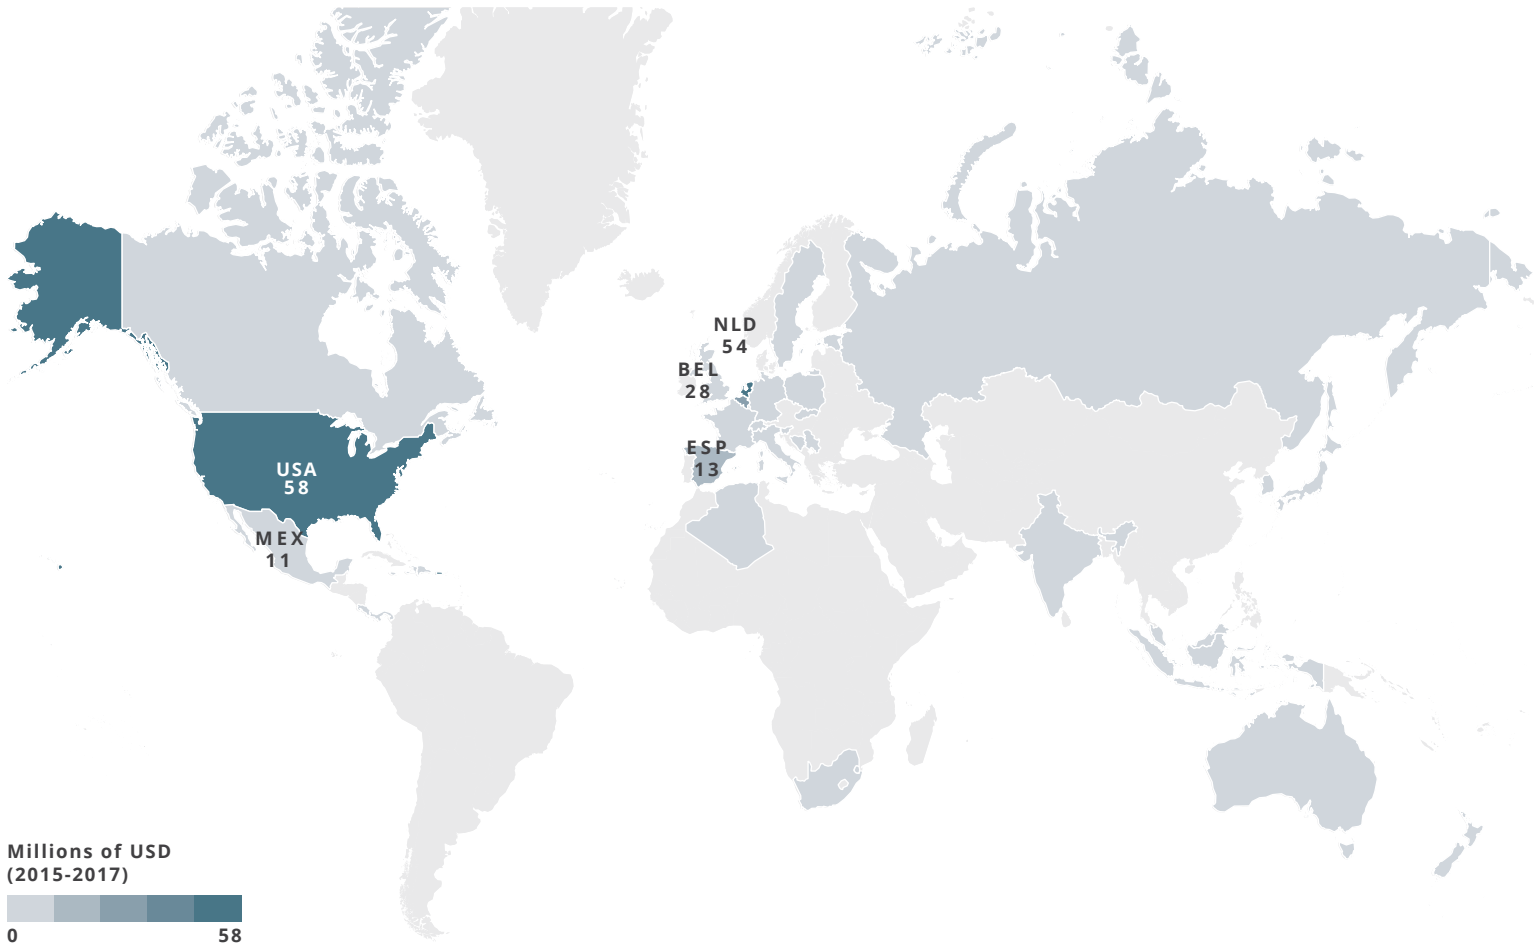 NLD
54
BEL
28
ESP
13
USA
58
MEX
11
Millions of USD
(2015-2017)
0 58